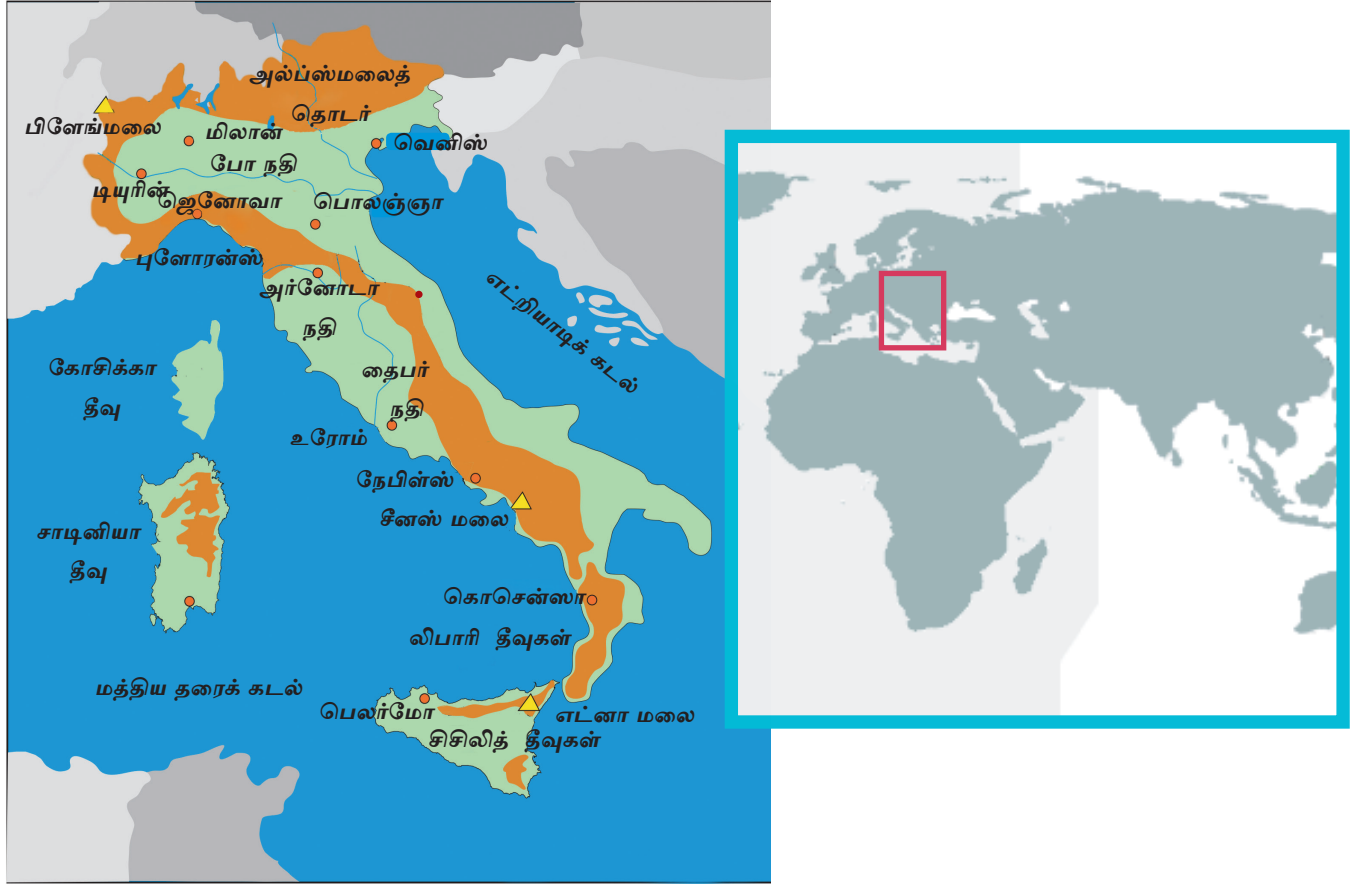 அல்ப்ஸ்மலைத்
தொடர்
பிளேங்மலை
மிலான்
வெனிஸ்
போ நதி
டியுரின்
ஜெனோவா
பொலஞ்ஞா
புளோரன்ஸ்
அர்னோடா
நதி
எட்றியாடிக் கடல்
கோசிக்கா
தீவு
தைபர்
நதி
உரோம்
நேபிள்ஸ்
சீனஸ் மலை
சாடினியா
தீவு
கொசென்ஸா
லிபாரி தீவுகள்
மத்திய தரைக் கடல்
பெலர்மோ
எட்னா மலை
சிசிலித் தீவுகள்